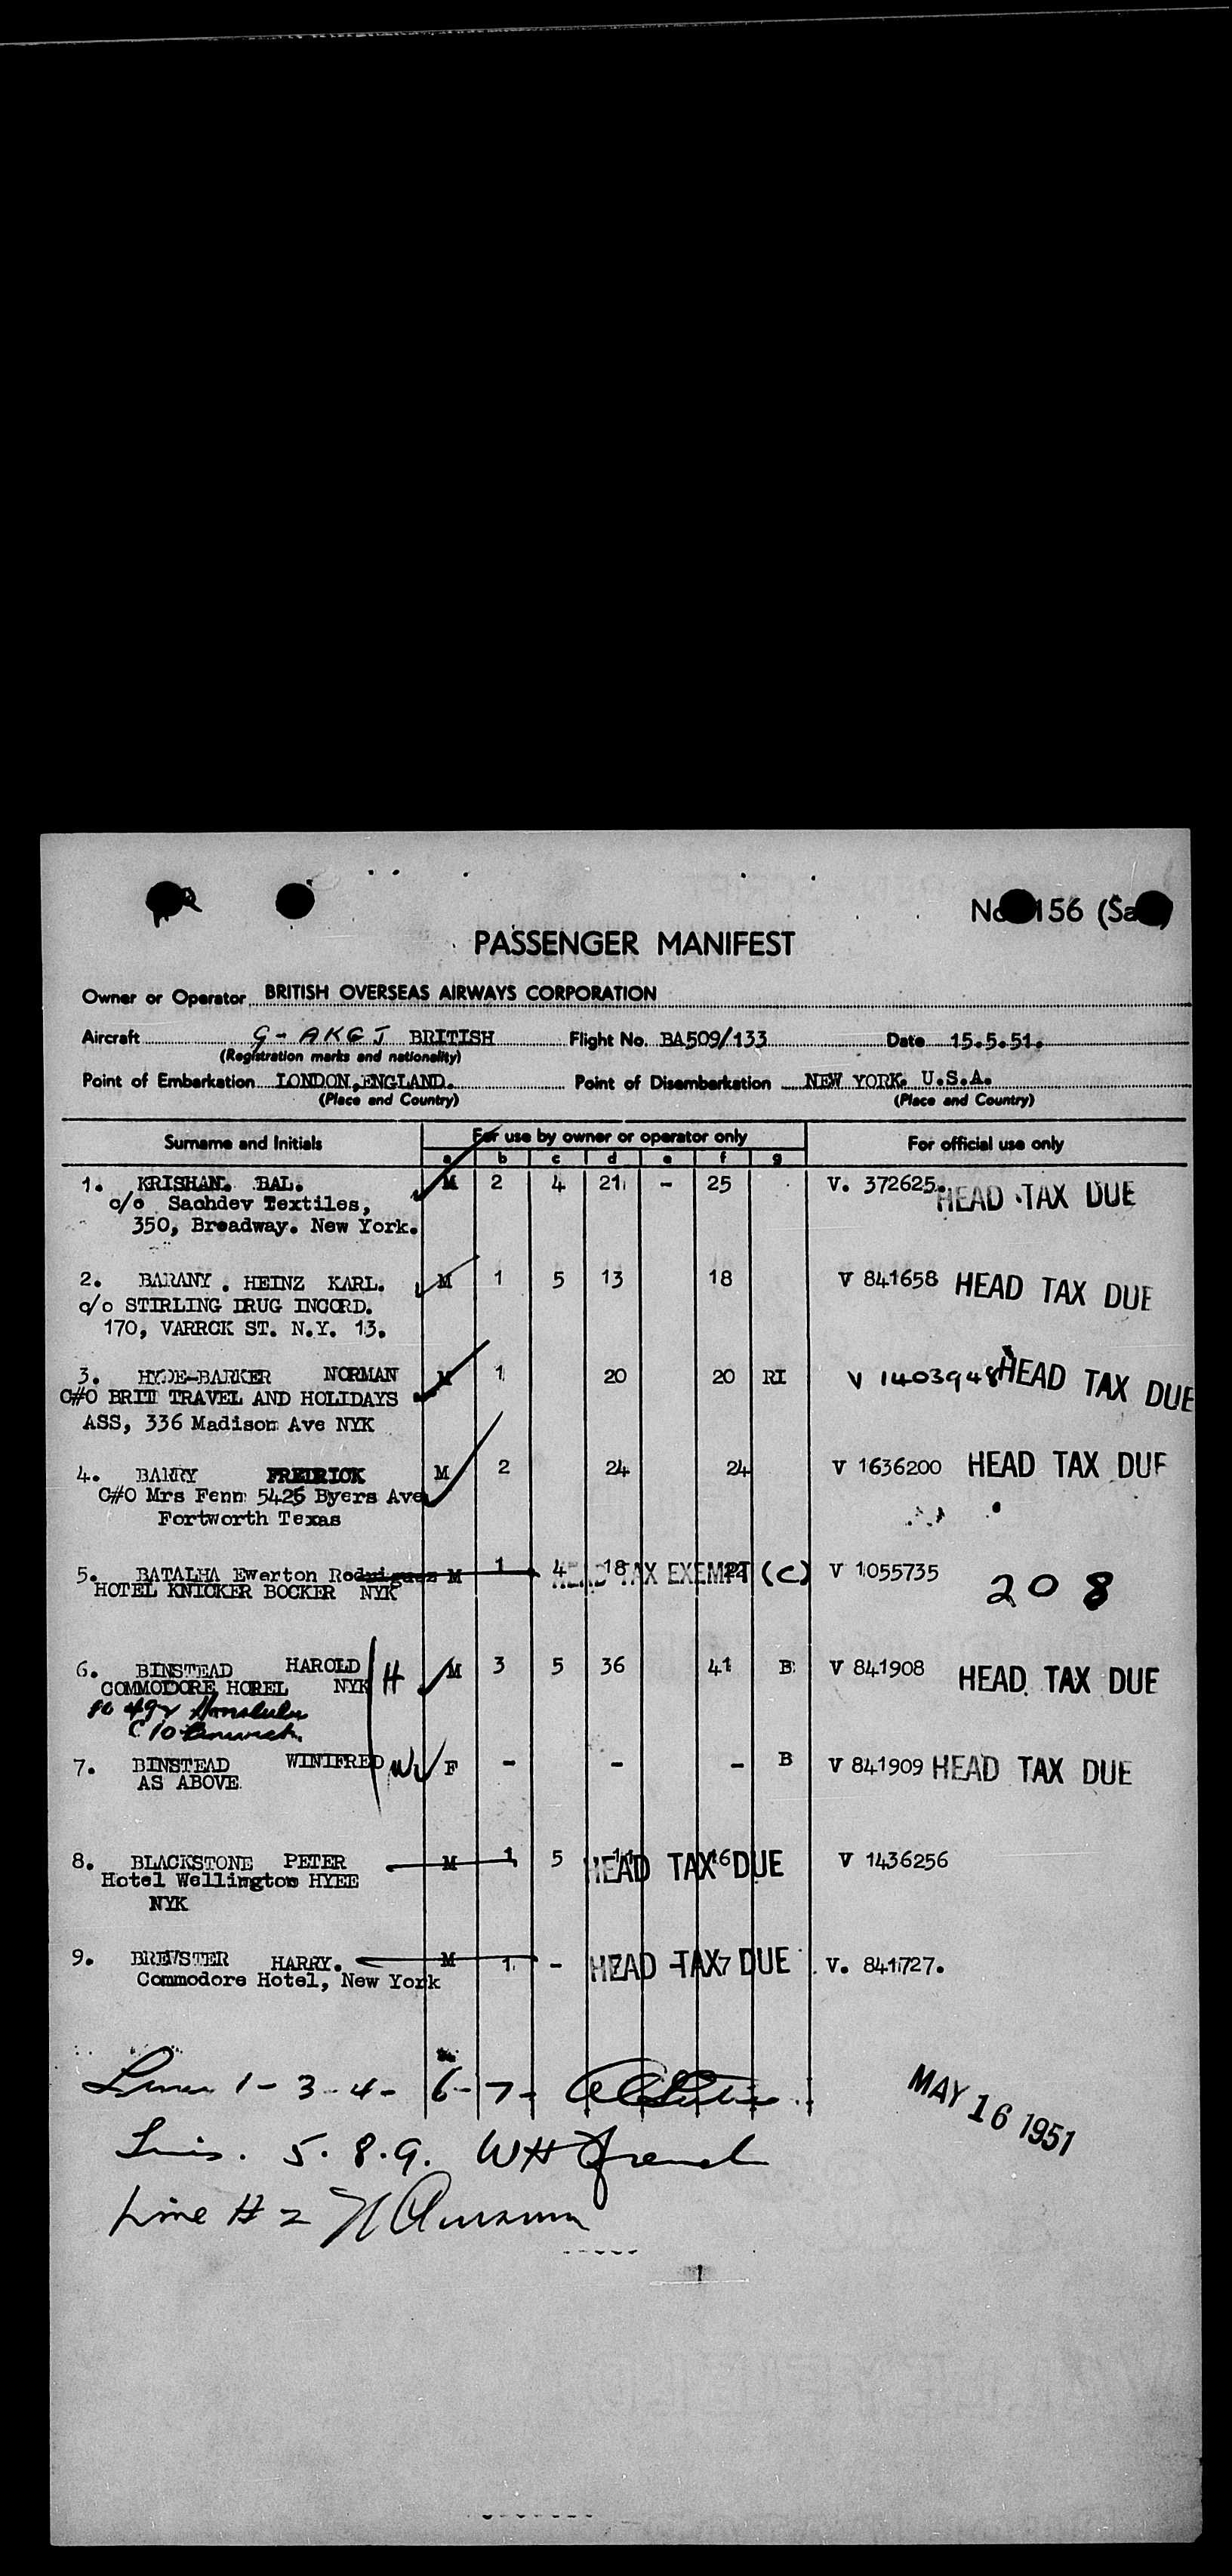 156
PASSENGER MANIFEST
Owner or Operator BRITISH OVERSEAS AIRWAYS CORPORATION
Aircraft G-AKGJ BRITISH Flight No. BA509/133 Date 15.5.51.
(Registration marks and nationality)
Point of Embarkation LONDON, ENGLAND. Point of Disembarkation NEW YORK. U.S.A.
(Place and Country) (Place and Country)
Surname and Initials For use by owner or operator only For official use only
a b c d e f g
1. KRISHAN. BAL. M 2 4 21 - 25 V. 372625. HEAD TAX DUE
c/o Sachdev Textiles,
350, Broadway. New York.
2. BARANY. HEINZ KARL. M 1 5 13 18 V 841658 HEAD TAX DUE
c/o STIRLING DRUG INCORD.
170, VARRCK ST. N.Y. 13.
3. HYDE-BARKER NORMAN M 1 20 20 RI V 1403948 HEAD TAX DUE
C#O BRIT TRAVEL AND HOLIDAYS
ASS, 336 Madison Ave NYK
4. BARRY FREDRICK M 2 24 24 V 1636200 HEAD TAX DUE
C#O Mrs Fenn 5425 Byers Ave
Fortworth Texas
5. BATALHA Ewerton Rodriguez M 1 4 18 22 HEAD TAX EXEMPT (C) V 1055735
HOTEL KNICKER BOCKER NYK 208
6. BINSTEAD HAROLD H M 3 5 36 41 B V 841908 HEAD TAX DUE
COMMODORE HOREL NYK
Honolulu
7. BINSTEAD WINIFRED W F - - - B V 841909 HEAD TAX DUE
AS ABOVE
8. BLACKSTONE PETER M 1 5 11 16 HEAD TAX DUE V 1436256
Hotel Wellington HYEE
NYK
9. BREWSTER HARRY. M 1 - 7 - 7 HEAD TAX DUE V. 841727.
Commodore Hotel, New York
1-3-4-6-7-
MAY 16 1951
5.8.9. WH French
Line # 2